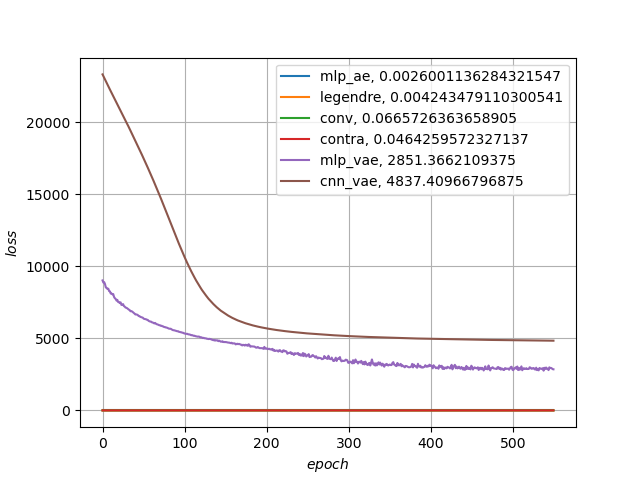 mlp_ae, 0.0026001136284321547
legendre, 0.004243479110300541
conv, 0.0665726363658905
contra, 0.0464259572327137
mlp_vae, 2851.3662109375
cnn_vae, 4837.40966796875
20000
15000
10000
5000
0
loss
0 100 200 300 400 500
epoch